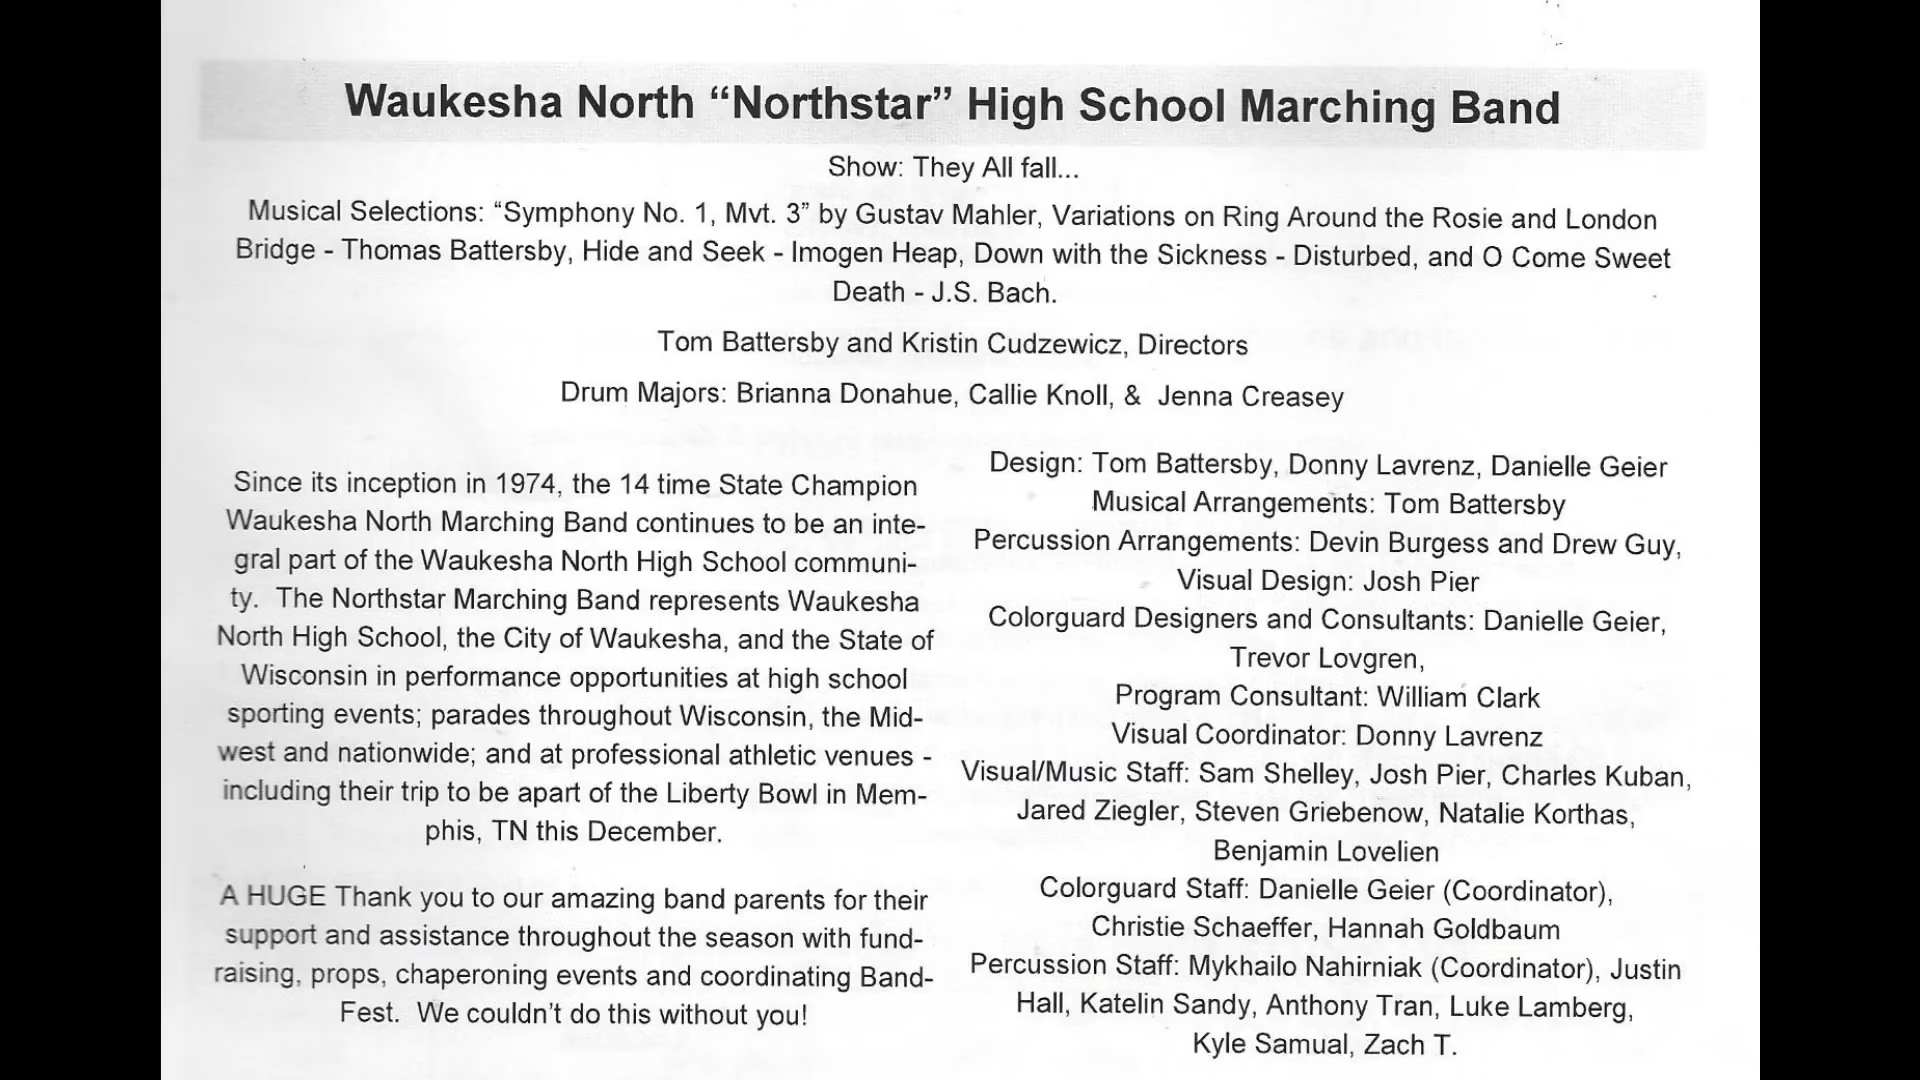 Waukesha North “Northstar” High School Marching Band
Show: They All fall...
Musical Selections: “Symphony No. 1, Mvt. 3” by Gustav Mahler, Variations on Ring Around the Rosie and London
Bridge - Thomas Battersby, Hide and Seek - Imogen Heap, Down with the Sickness - Disturbed, and O Come Sweet
Death - J.S. Bach.
Tom Battersby and Kristin Cudzewicz, Directors
Drum Majors: Brianna Donahue, Callie Knoll, & Jenna Creasey
Since its inception in 1974, the 14 time State Champion
Waukesha North Marching Band continues to be an inte-
gral part of the Waukesha North High School communi-
ty. The Northstar Marching Band represents Waukesha
North High School, the City of Waukesha, and the State of
Wisconsin in performance opportunities at high school
sporting events; parades throughout Wisconsin, the Mid-
west and nationwide; and at professional athletic venues -
including their trip to be apart of the Liberty Bowl in Mem-
phis, TN this December.
A HUGE Thank you to our amazing band parents for their
support and assistance throughout the season with fund-
raising, props, chaperoning events and coordinating Band-
Fest. We couldn’t do this without you!
Design: Tom Battersby, Donny Lavrenz, Danielle Geier
Musical Arrangements: Tom Battersby
Percussion Arrangements: Devin Burgess and Drew Guy,
Visual Design: Josh Pier
Colorguard Designers and Consultants: Danielle Geier,
Trevor Lovgren,
Program Consultant: William Clark
Visual Coordinator: Donny Lavrenz
Visual/Music Staff: Sam Shelley, Josh Pier, Charles Kuban,
Jared Ziegler, Steven Griebenow, Natalie Korthas,
Benjamin Lovelien
Colorguard Staff: Danielle Geier (Coordinator),
Christie Schaeffer, Hannah Goldbaum
Percussion Staff: Mykhailo Nahirniak (Coordinator), Justin
Hall, Katelin Sandy, Anthony Tran, Luke Lamberg,
Kyle Samual, Zach T.